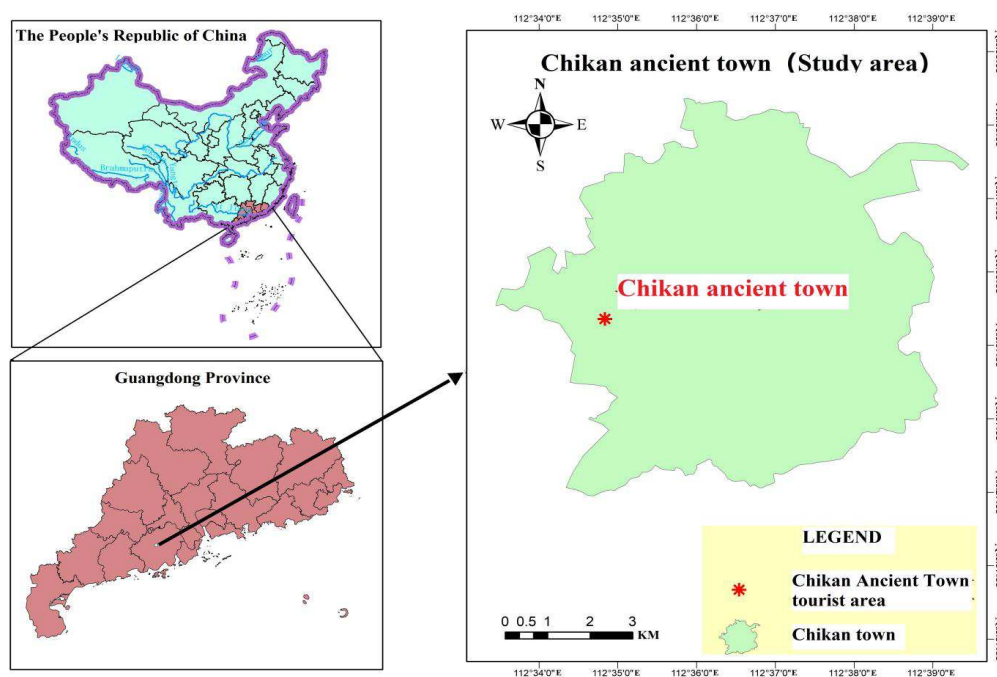 The People's Republic of China
Brahmaputra
Guangdong Province
112°34'0"E 112°35'0"E 112°36'0"E 112°37'0"E 112°38'0"E 112°39'0"E
Chikan ancient town (Study area)
N
W E
S
Chikan ancient town
LEGEND
Chikan Ancient Town
tourist area
Chikan town
0 0.5 1 2 3
KM
112°34'0"E 112°35'0"E 112°36'0"E 112°37'0"E 112°38'0"E 112°39'0"E